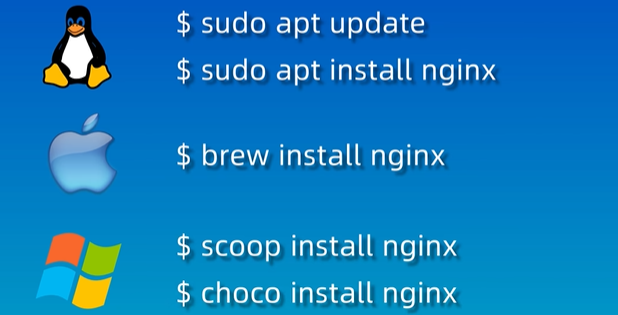 $ sudo apt update
$ sudo apt install nginx
$ brew install nginx
$ scoop install nginx
$ choco install nginx